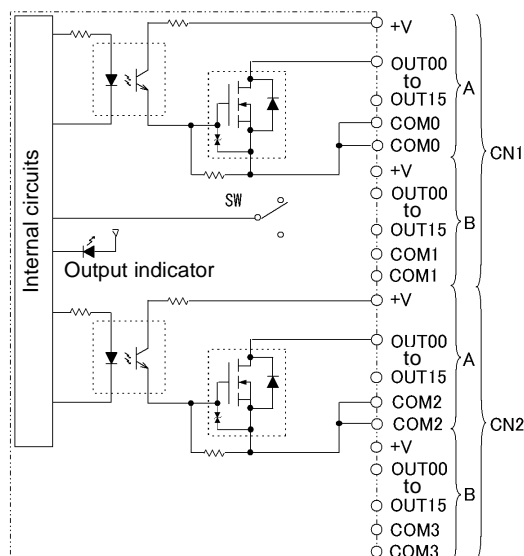 Internal circuits
SW
Output indicator
+V
OUT00
to
OUT15
COM0
COM0
A
+V
OUT00
to
OUT15
COM1
COM1
B
CN1
+V
OUT00
to
OUT15
COM2
COM2
A
+V
OUT00
to
OUT15
COM3
COM3
B
CN2